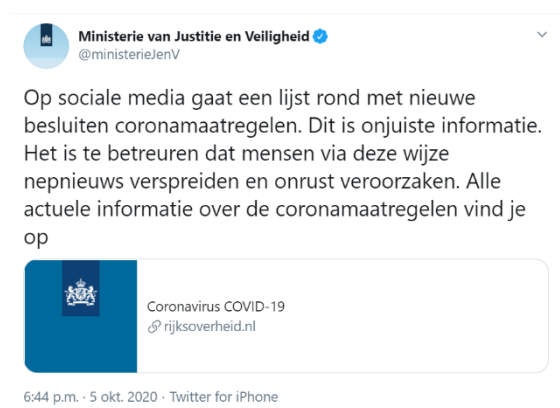 Ministerie van Justitie en Veiligheid
@ministerieJenV
Op sociale media gaat een lijst rond met nieuwe
besluiten coronamaatregelen. Dit is onjuiste informatie.
Het is te betreuren dat mensen via deze wijze
nepnieuws verspreiden en onrust veroorzaken. Alle
actuele informatie over de coronamaatregelen vind je
op
Coronavirus COVID-19
rijksoverheid.nl
6:44 p.m. · 5 okt. 2020 · Twitter for iPhone